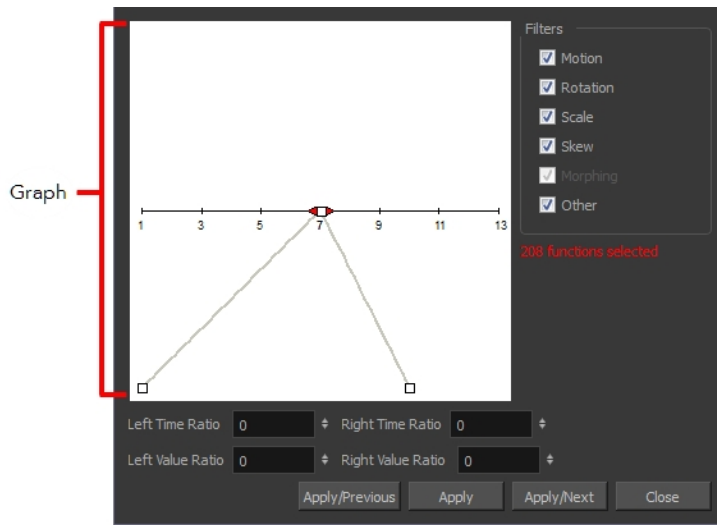 Graph
1 3 5 7 9 11 13
Filters
Motion
Rotation
Scale
Skew
Morphing
Other
208 functions selected
Left Time Ratio 0 Right Time Ratio 0
Left Value Ratio 0 Right Value Ratio 0
Apply/Previous Apply Apply/Next Close